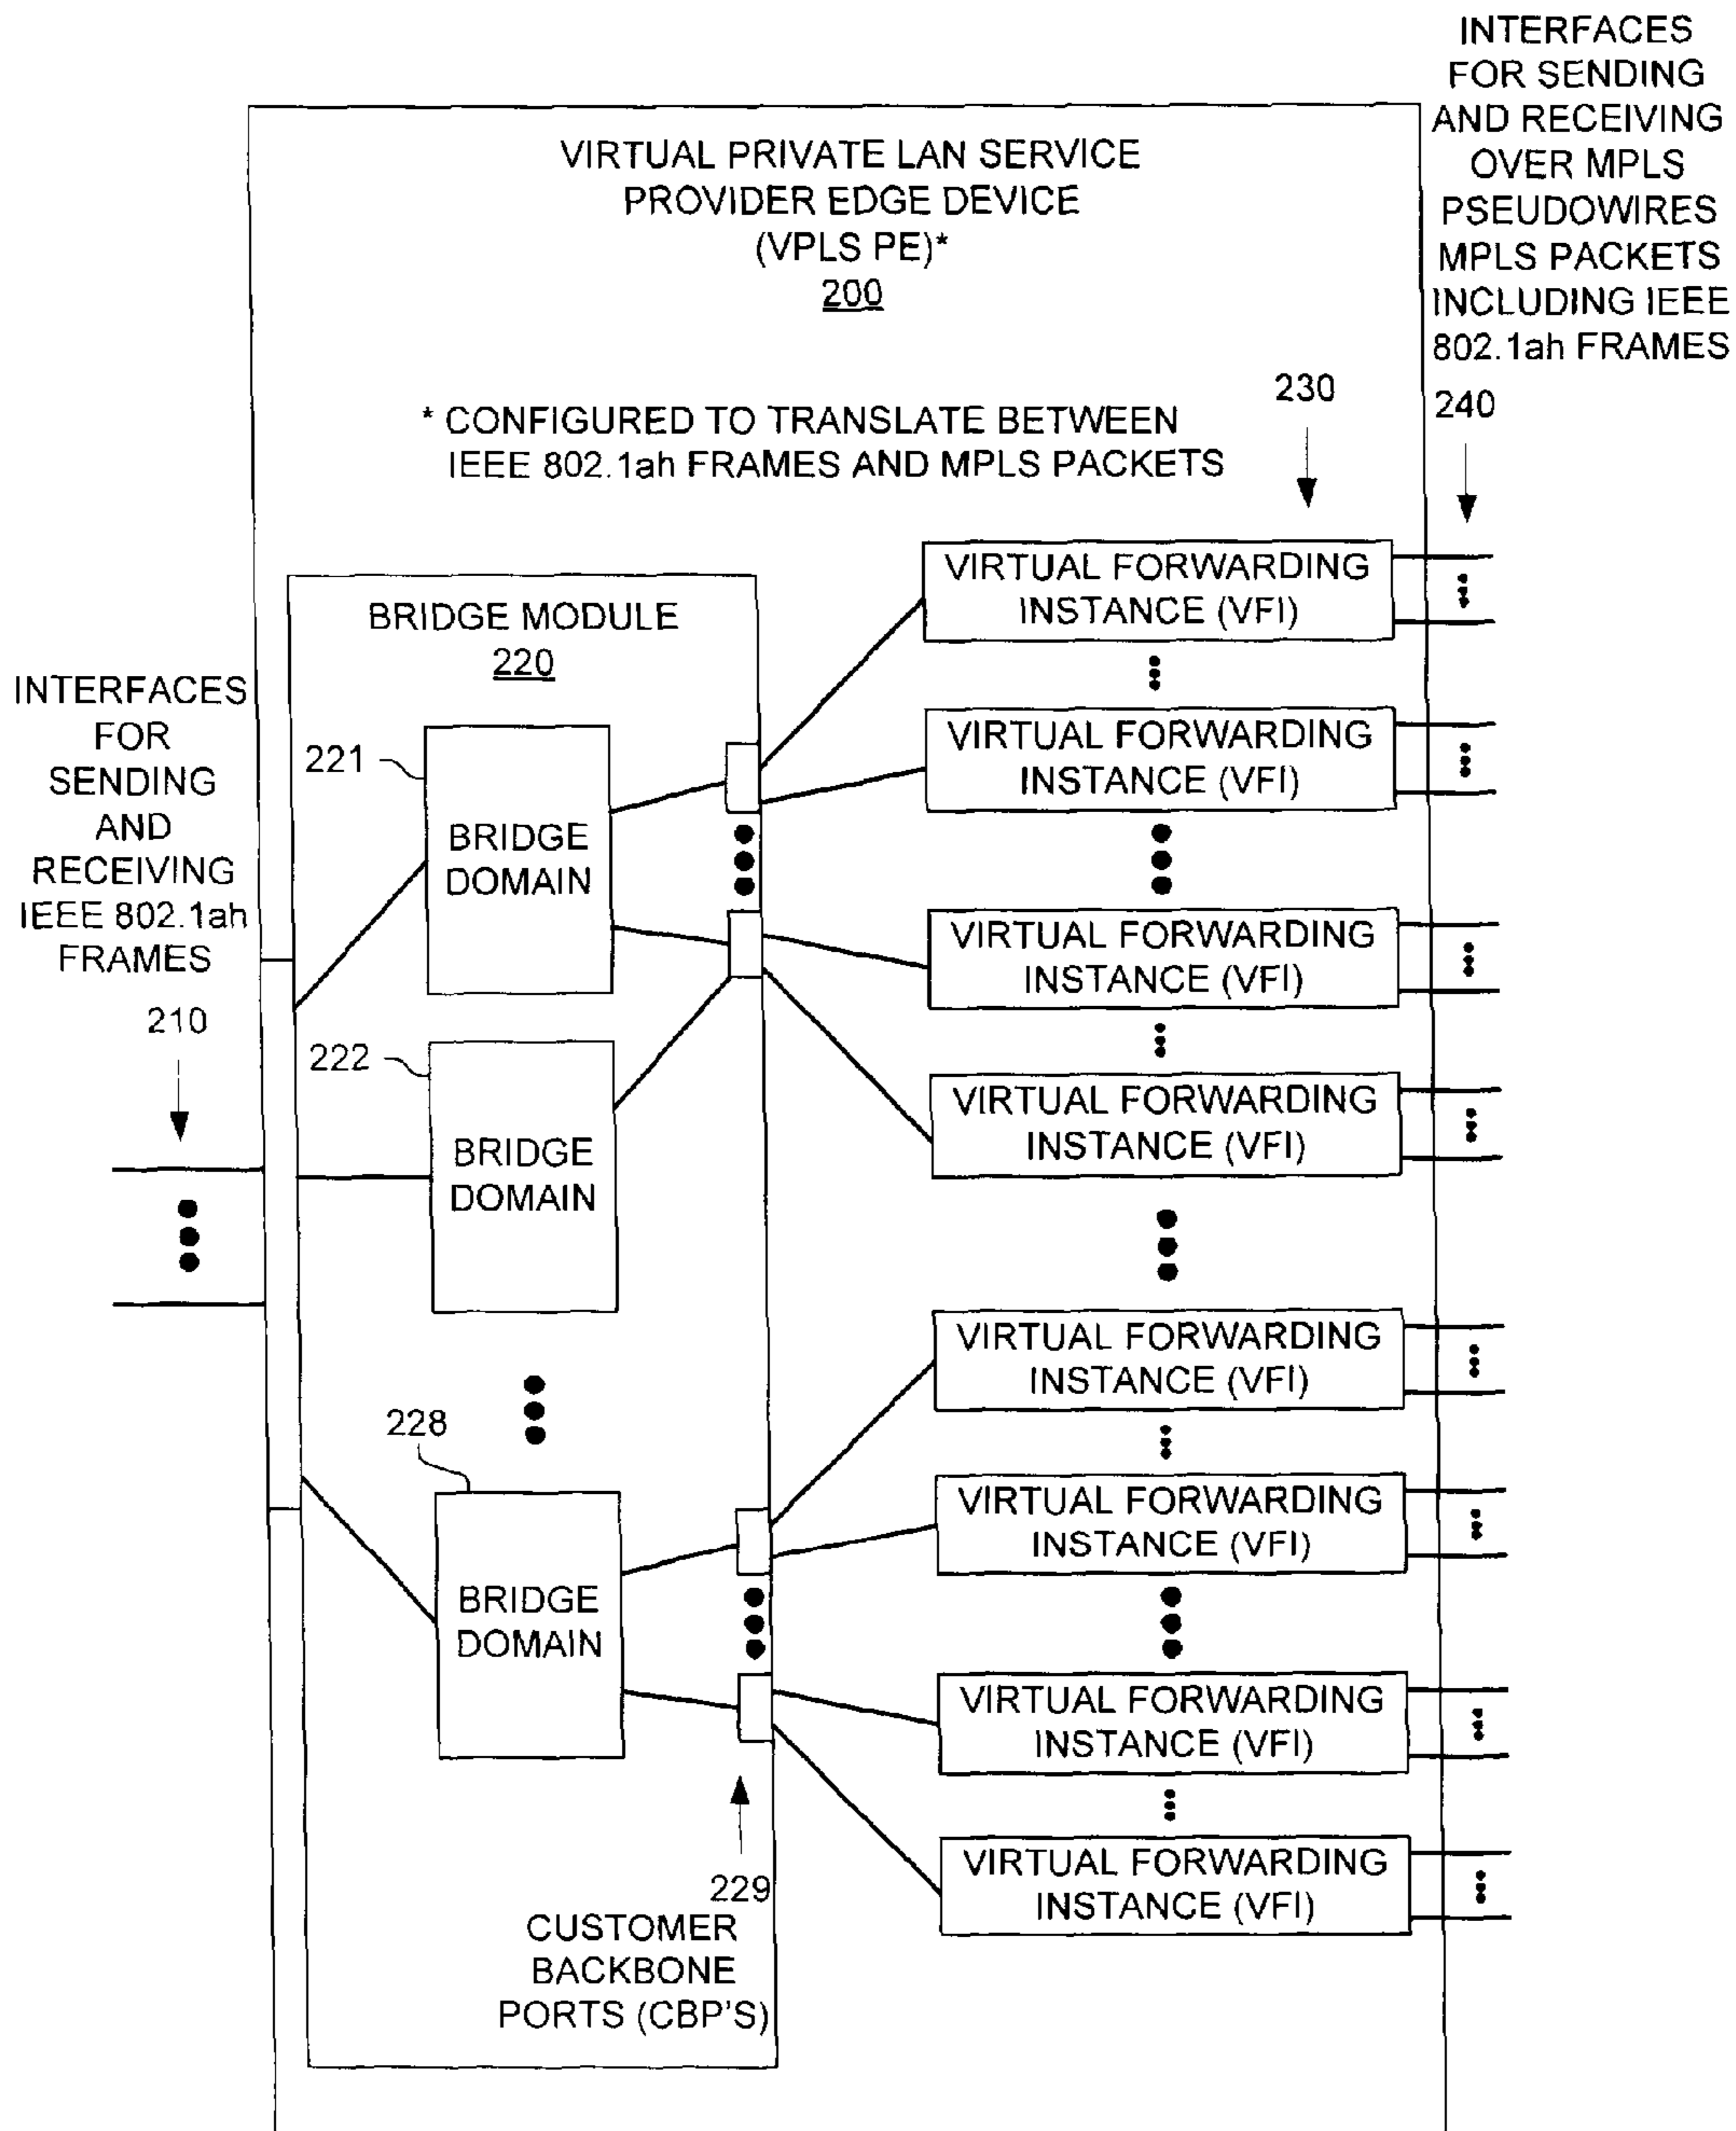 INTERFACES
FOR SENDING
AND RECEIVING
OVER MPLS
PSEUDOWIRES
MPLS PACKETS
INCLUDING IEEE
802.1ah FRAMES
240
VIRTUAL PRIVATE LAN SERVICE
PROVIDER EDGE DEVICE
(VPLS PE)*
200
230
* CONFIGURED TO TRANSLATE BETWEEN
IEEE 802.1ah FRAMES AND MPLS PACKETS
INTERFACES
FOR
SENDING
AND
RECEIVING
IEEE 802.1ah
FRAMES
210
BRIDGE MODULE
220
221
BRIDGE
DOMAIN
222
BRIDGE
DOMAIN
228
BRIDGE
DOMAIN
229
CUSTOMER
BACKBONE
PORTS (CBP'S)
VIRTUAL FORWARDING
INSTANCE (VFI)
VIRTUAL FORWARDING
INSTANCE (VFI)
VIRTUAL FORWARDING
INSTANCE (VFI)
VIRTUAL FORWARDING
INSTANCE (VFI)
VIRTUAL FORWARDING
INSTANCE (VFI)
VIRTUAL FORWARDING
INSTANCE (VFI)
VIRTUAL FORWARDING
INSTANCE (VFI)
VIRTUAL FORWARDING
INSTANCE (VFI)